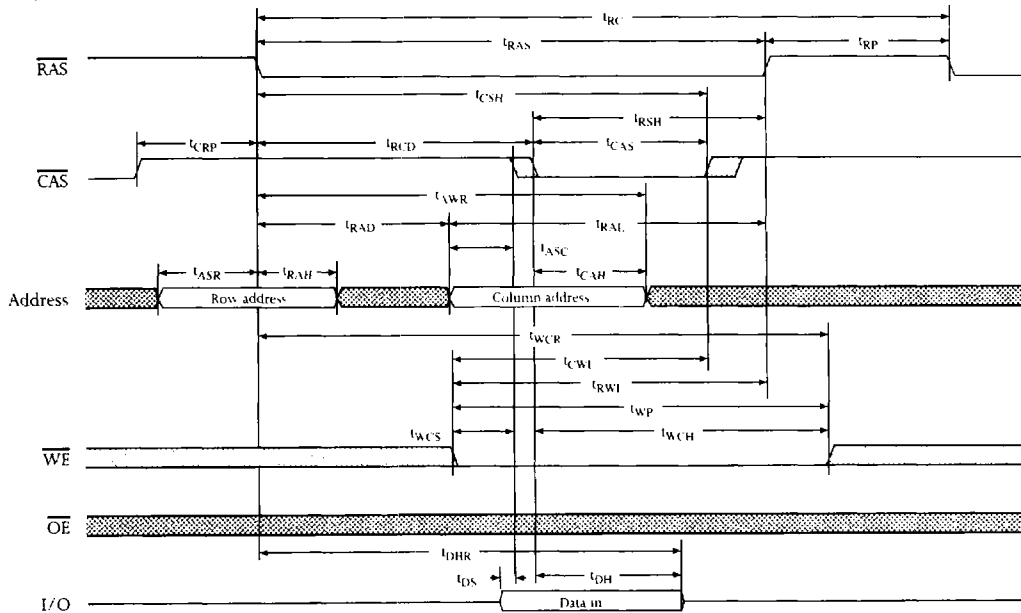 tRC
tRAS
tRP
RAS
tCSH
tRSH
tCRP
tRCD
tCAS
CAS
tAWR
tRAD
tRAL
tASC
tASR
tRAH
tCAH
Address
Row address
Column address
tWCR
tCWL
tRWL
tWP
tWCS
tWCH
WE
OE
tDHR
tDS
tDH
I/O
Data in